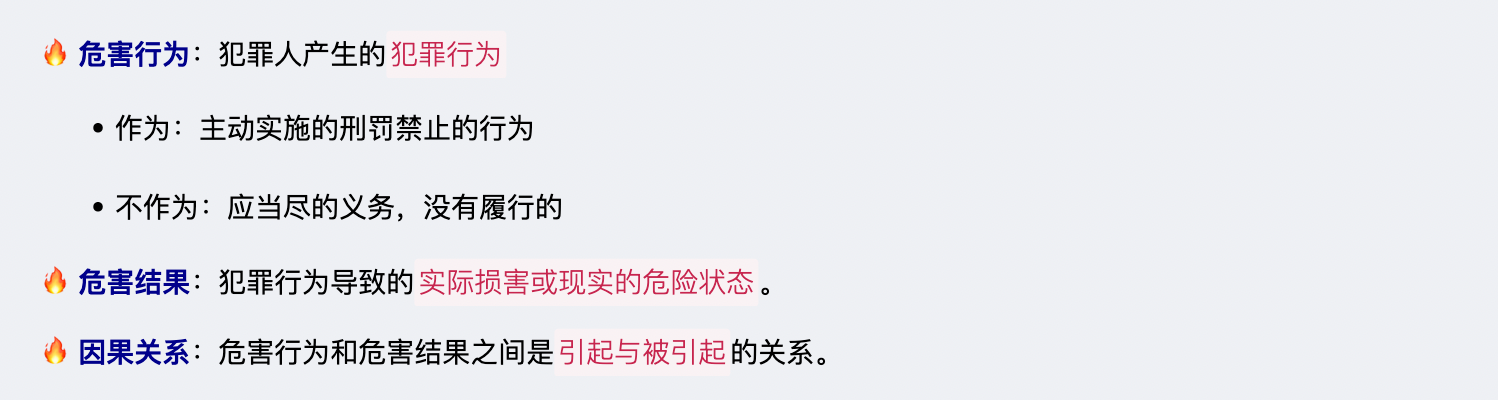 🔥 危害行为：犯罪人产生的犯罪行为
• 作为：主动实施的刑罚禁止的行为
• 不作为：应当尽的义务，没有履行的
🔥 危害结果：犯罪行为导致的实际损害或现实的危险状态。
🔥 因果关系：危害行为和危害结果之间是引起与被引起的关系。